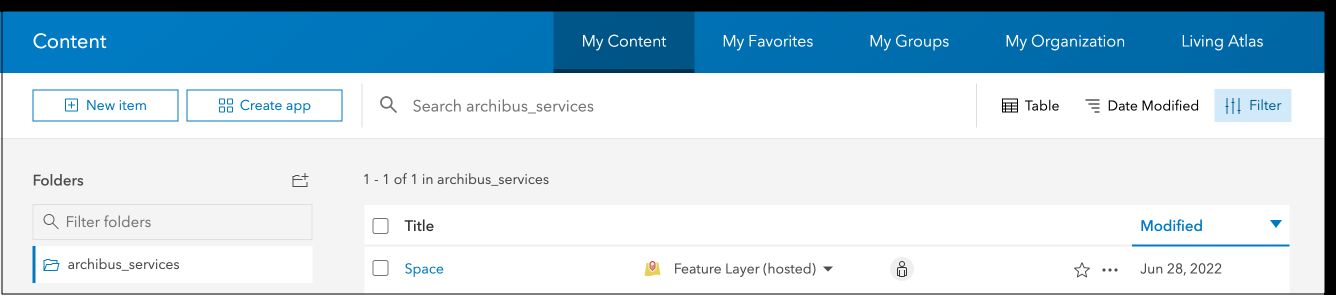 Content My Content My Favorites My Groups My Organization Living Atlas
New item Create app Search archibus_services Table Date Modified Filter
Folders 1 - 1 of 1 in archibus_services
Filter folders Title Modified
archibus_services Space Feature Layer (hosted) Jun 28, 2022